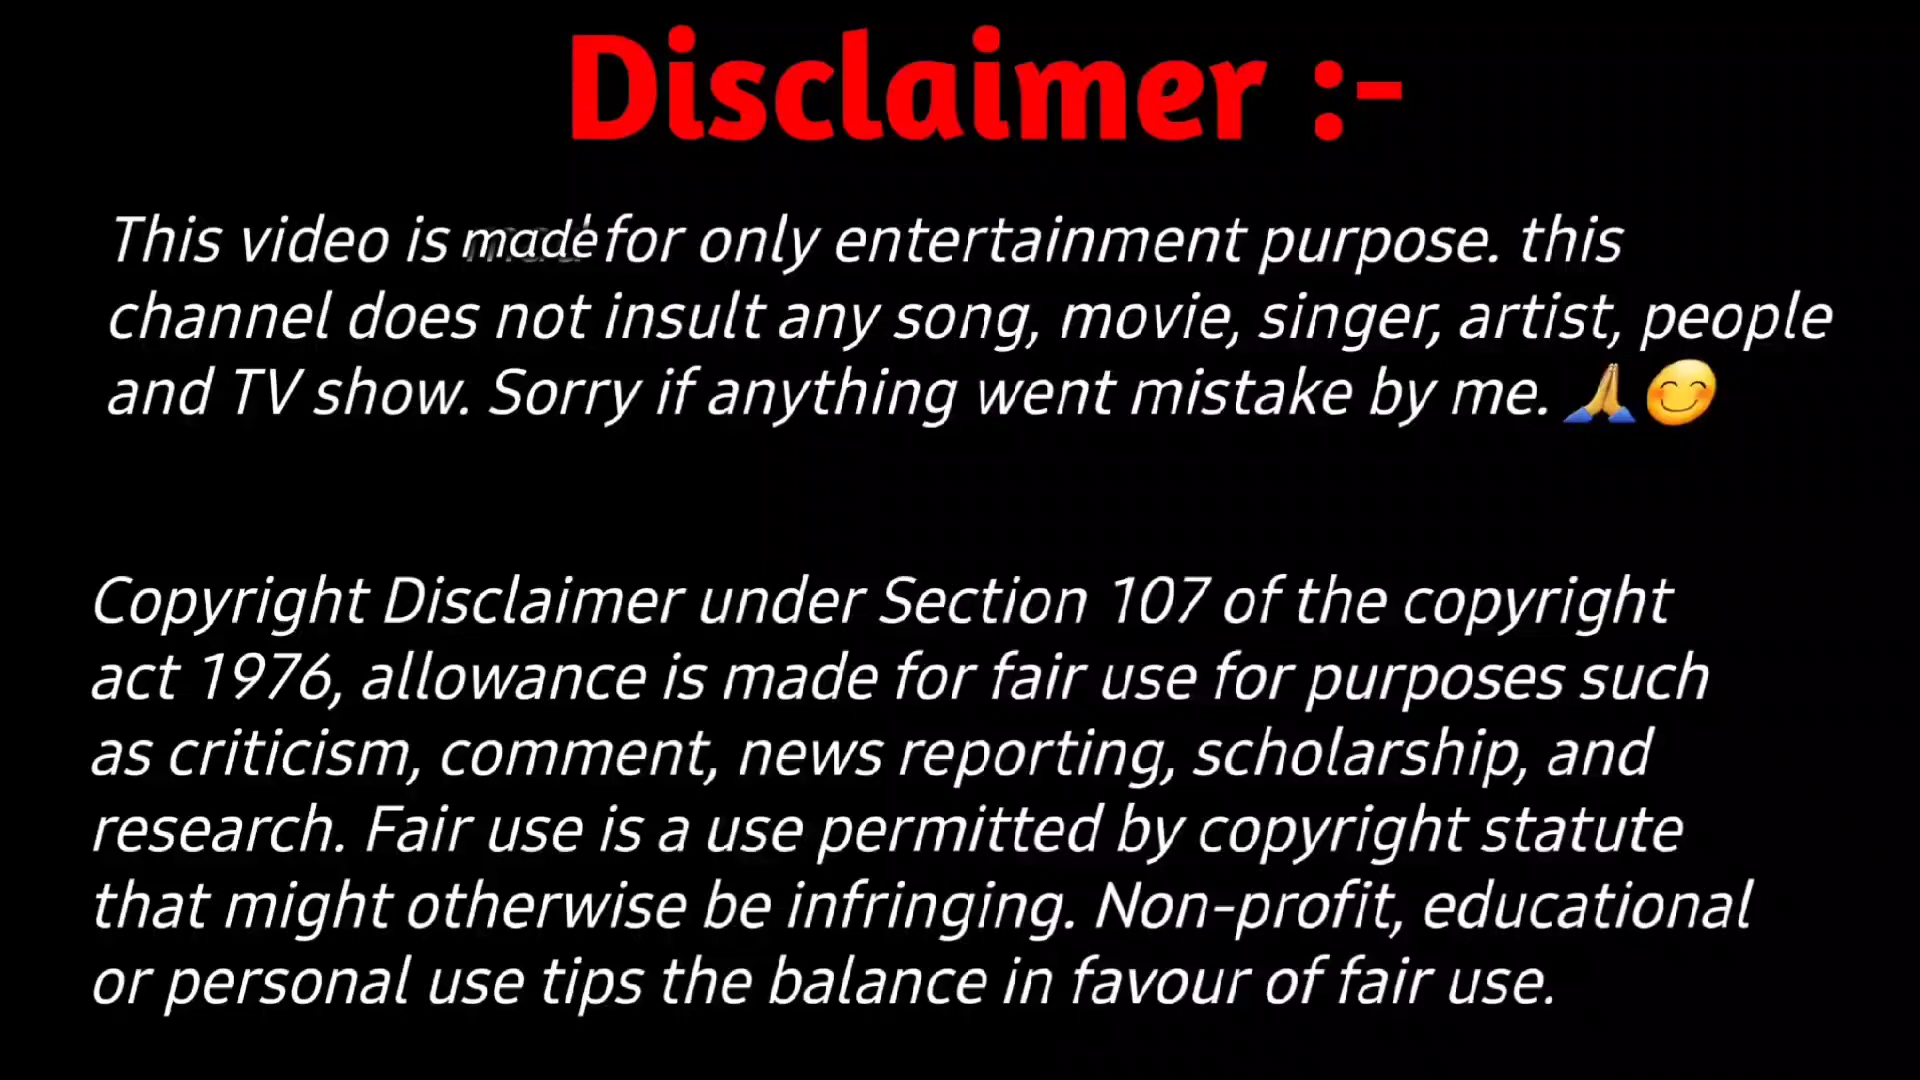 Disclaimer :-
This video is made for only entertainment purpose. this
channel does not insult any song, movie, singer, artist, people
and TV show. Sorry if anything went mistake by me. 🙏😊
Copyright Disclaimer under Section 107 of the copyright
act 1976, allowance is made for fair use for purposes such
as criticism, comment, news reporting, scholarship, and
research. Fair use is a use permitted by copyright statute
that might otherwise be infringing. Non-profit, educational
or personal use tips the balance in favour of fair use.